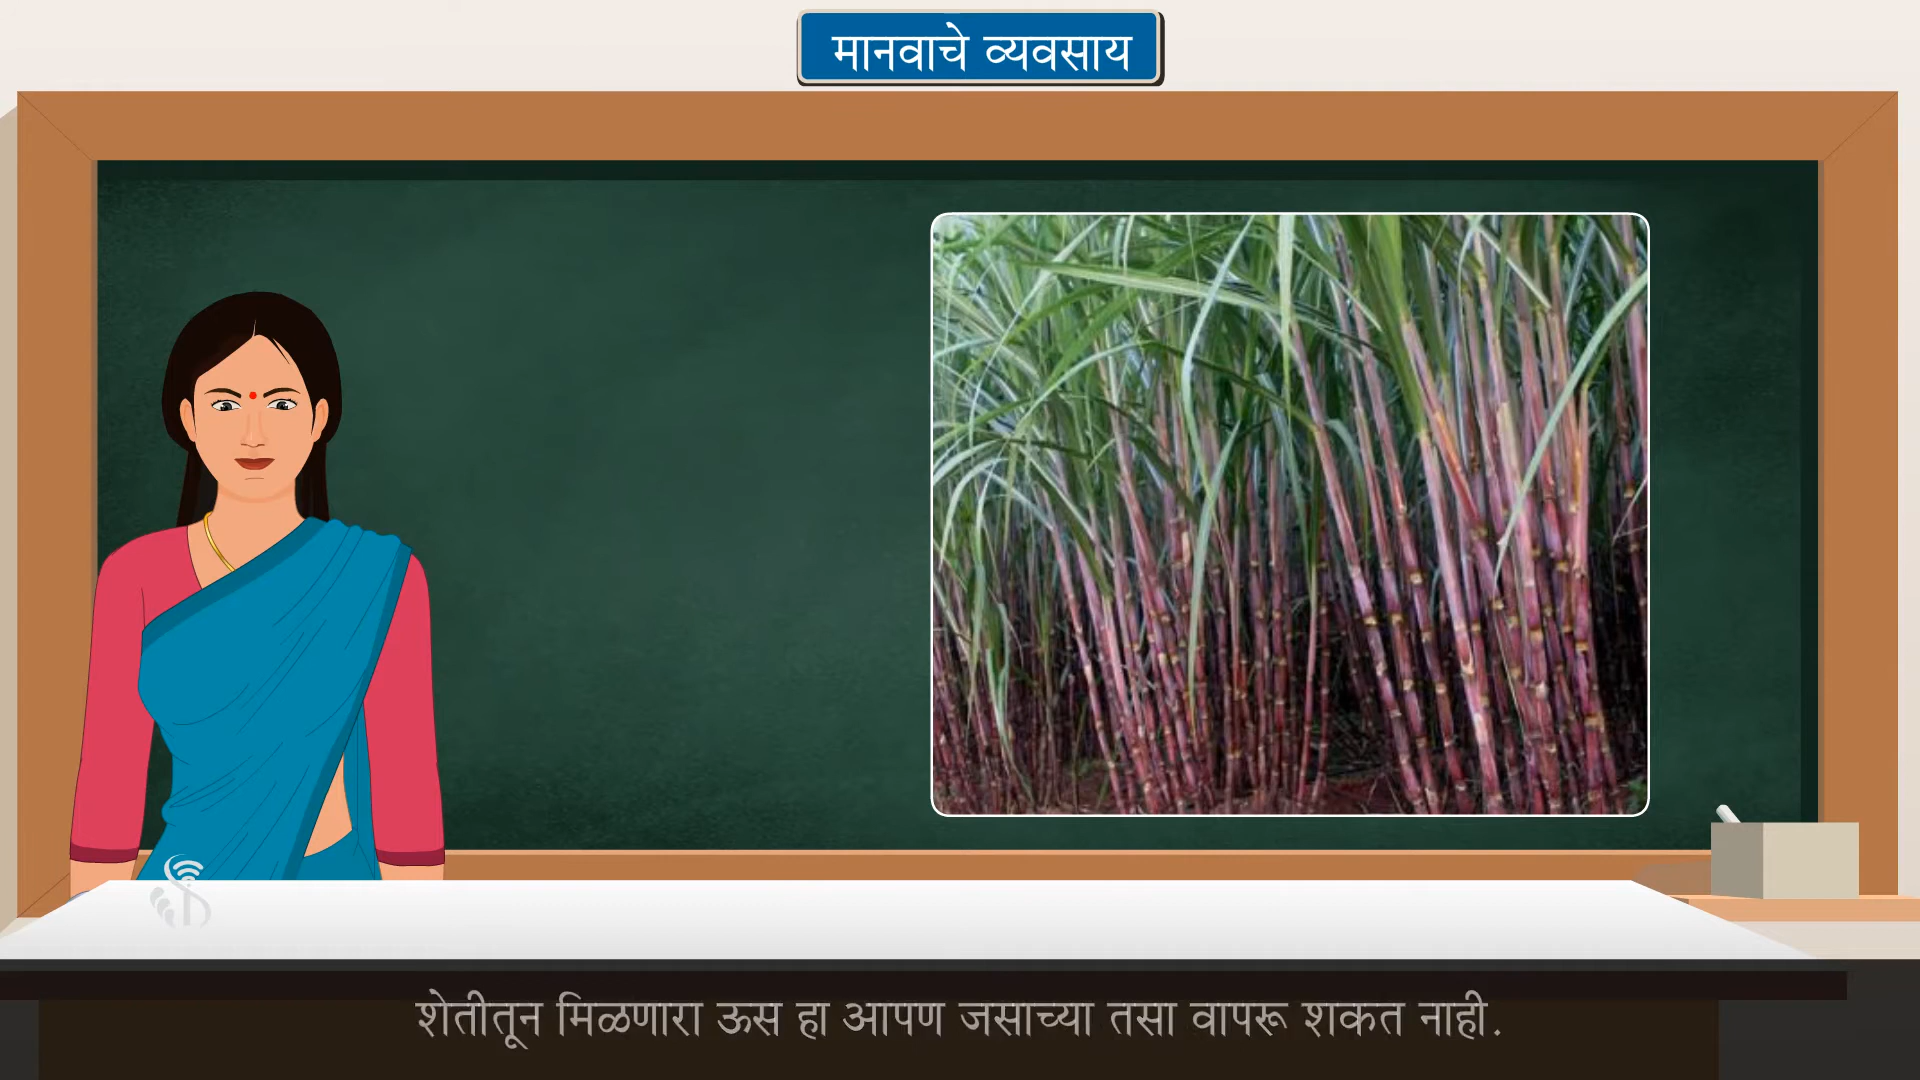 मानवाचे व्यवसाय
शेतीतून मिळणारा ऊस हा आपण जसाच्या तसा वापरू शकत नाही.